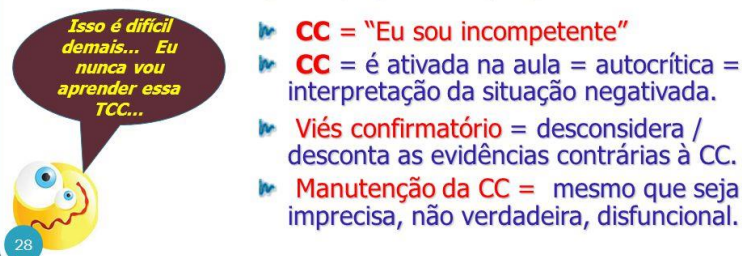 Isso é difícil
demais... Eu
nunca vou
aprender essa
TCC...
CC = “Eu sou incompetente”
CC = é ativada na aula = autocrítica =
interpretação da situação negativada.
Viés confirmatório = desconsidera /
desconta as evidências contrárias à CC.
Manutenção da CC = mesmo que seja
imprecisa, não verdadeira, disfuncional.
28